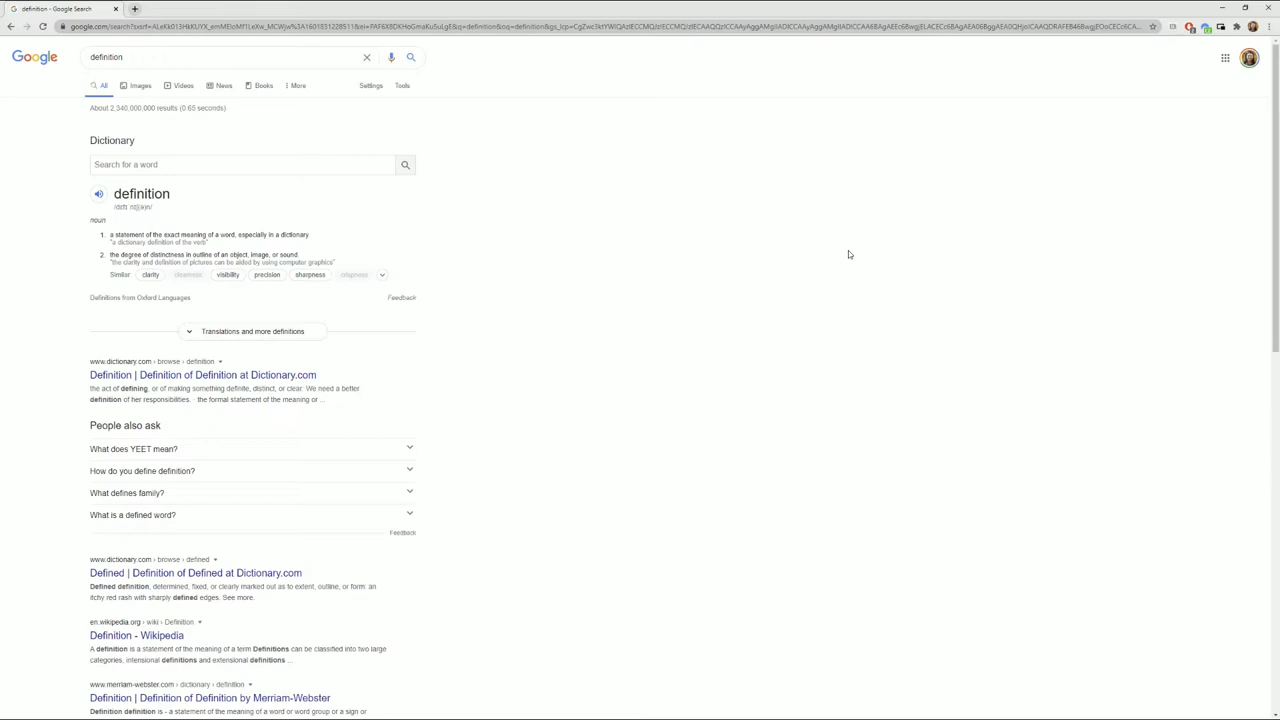 definition - Google Search
Google
definition
All
Images
Videos
News
Books
More
Settings
Tools
About 2,340,000,000 results (0.65 seconds)
Dictionary
Search for a word
definition
noun
1. a statement of the exact meaning of a word, especially in a dictionary.
"a dictionary definition of the verb"
2. the degree of distinctness in outline of an object, image, or sound.
"the clarity and definition of pictures can be aided by using computer graphics"
Similar
clarity
clearness
visibility
precision
sharpness
crispness
Definitions from Oxford Languages
Feedback
Translations and more definitions
www.dictionary.com › browse › definition
Definition | Definition of Definition at Dictionary.com
the act of defining, or of making something definite, distinct, or clear. We need a better
definition of her responsibilities. · the formal statement of the meaning or ...
People also ask
What does YEET mean?
How do you define definition?
What defines family?
What is a defined word?
Feedback
www.dictionary.com › browse › defined
Defined | Definition of Defined at Dictionary.com
Defined definition, determined, fixed, or clearly marked out as to extent, outline, or form: an
itchy red rash with sharply defined edges. See more.
en.wikipedia.org › wiki › Definition
Definition - Wikipedia
A definition is a statement of the meaning of a term Definitions can be classified into two large
categories, intensional definitions and extensional definitions ...
www.merriam-webster.com › dictionary › definition
Definition | Definition of Definition by Merriam-Webster
Definition definition is - a statement of the meaning of a word or word group or a sign or